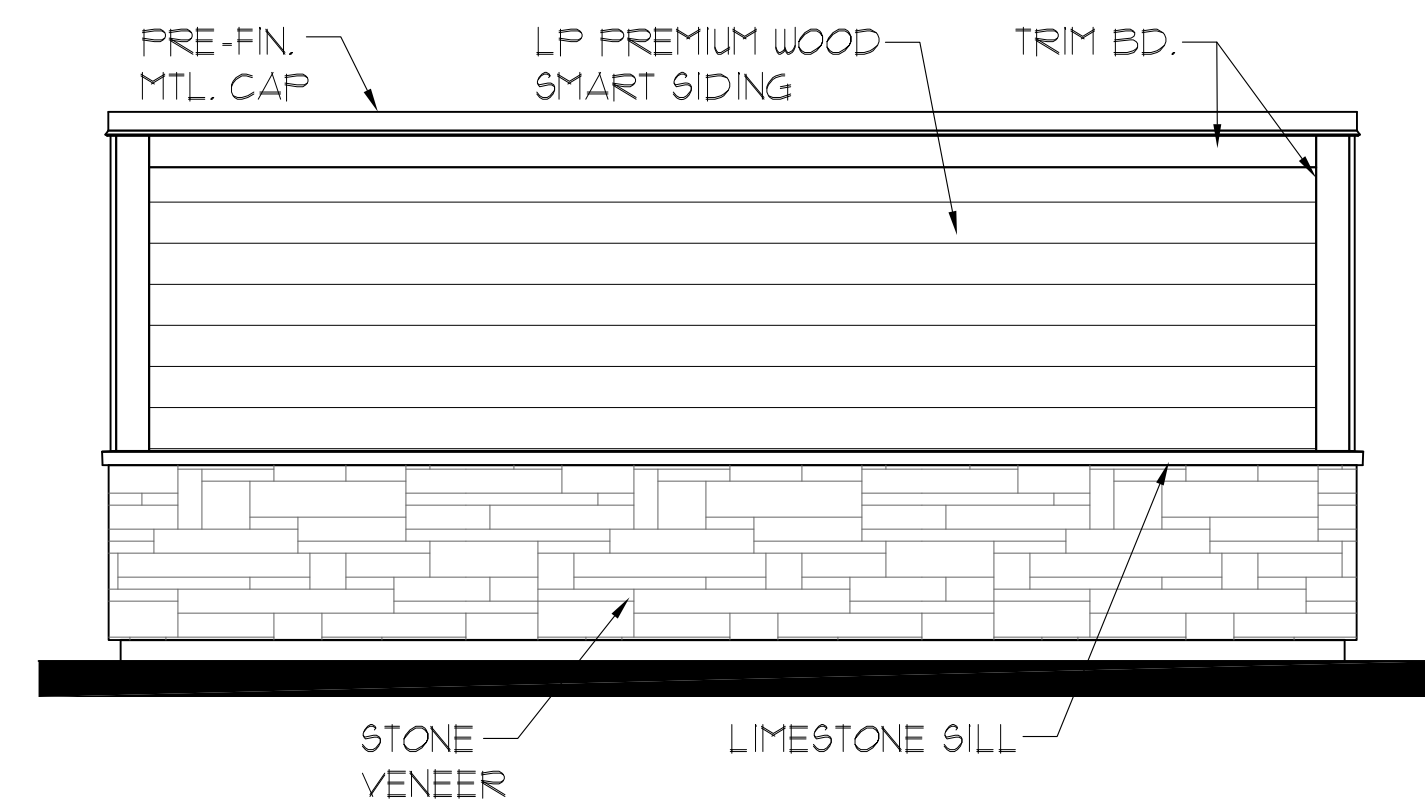 PRE-FIN.
MTL. CAP
LP PREMIUM WOOD
SMART SIDING
TRIM BD.
STONE
VENEER
LIMESTONE SILL